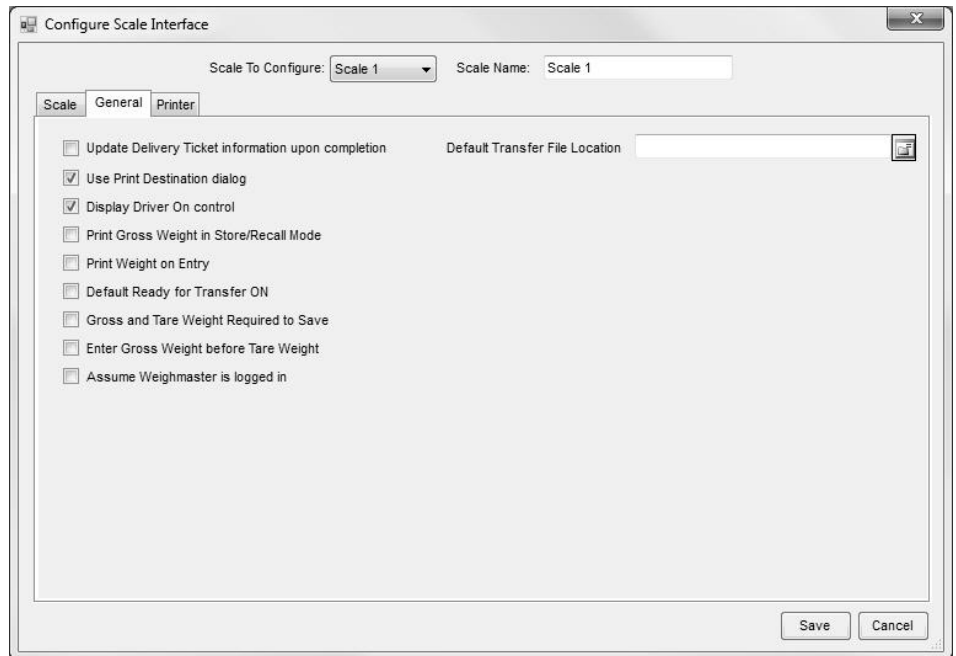 Configure Scale Interface
Scale To Configure: Scale 1 Scale Name: Scale 1
Scale General Printer
Update Delivery Ticket information upon completion Default Transfer File Location
Use Print Destination dialog
Display Driver On control
Print Gross Weight in Store/Recall Mode
Print Weight on Entry
Default Ready for Transfer ON
Gross and Tare Weight Required to Save
Enter Gross Weight before Tare Weight
Assume Weighmaster is logged in
Save Cancel